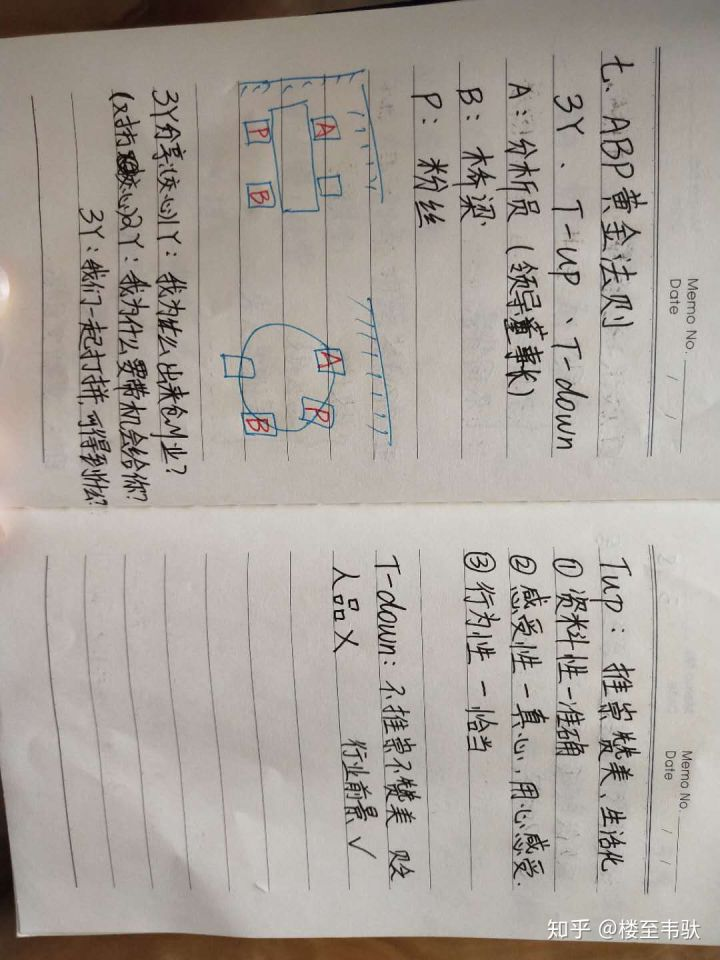 Memo No.
Date / /
七、ABP黄金法则
3Y、T-up、T-down
A：分析员（领导董事长）
B：桥梁
P：粉丝
A
P
B
A
P
B
3Y分享(交心)1Y：我为什么出来创业？
2Y：我为什么要带机会给你？
3Y：我们一起打拼,可得到什么？
Memo No.
Date / /
Tup：推崇赞美、生活化
①资料性-准确
②感受性-真心,用心感受.
③行为性-恰当
T-down：不推崇不赞美
人品× 行业前景√
知乎 @楼至韦驮